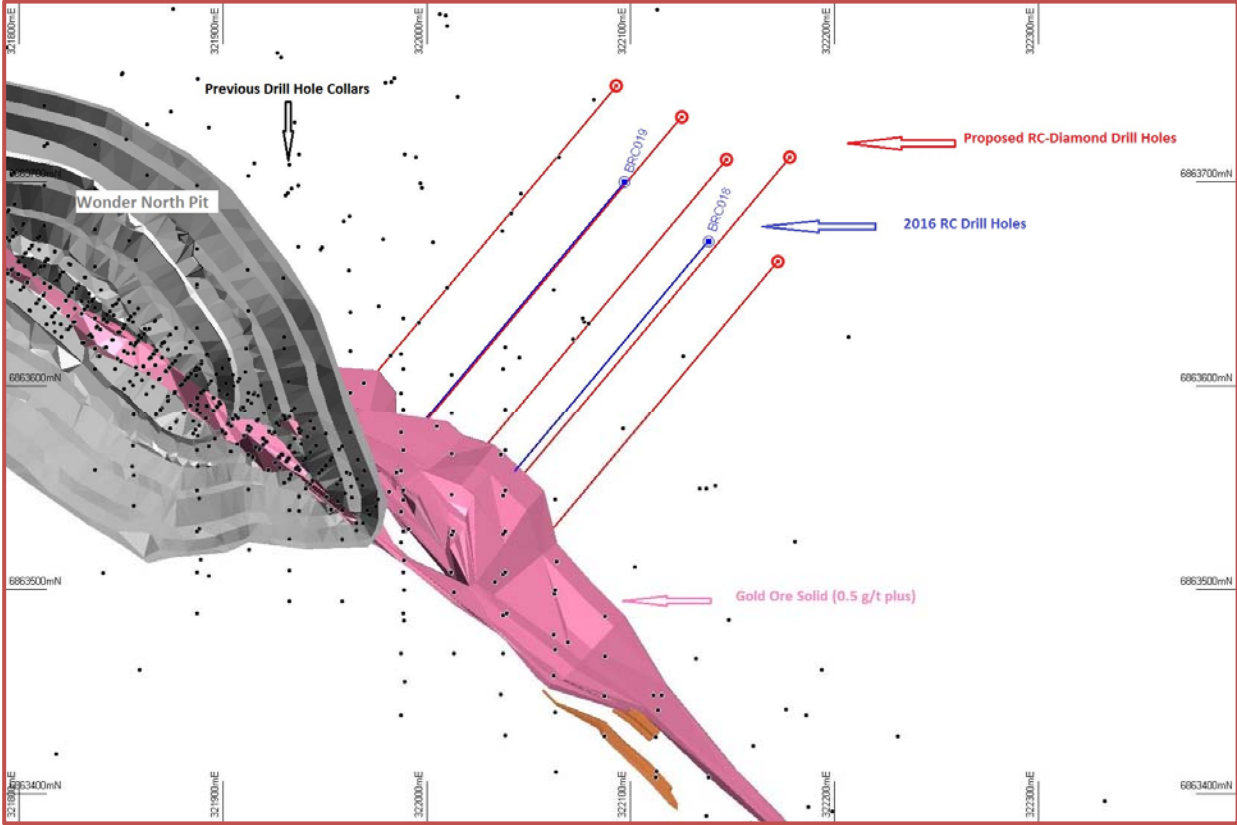 321800mE
321900mE
322000mE
322100mE
322200mE
322300mE
Previous Drill Hole Collars
Proposed RC-Diamond Drill Holes
BRC019
6863700mN
6863700mN
Wonder North Pit
BRC018
2016 RC Drill Holes
6863600mN
6863600mN
6863500mN
6863500mN
Gold Ore Solid (0.5 g/t plus)
6863400mN
6863400mN
321800mE
321900mE
322000mE
322100mE
322200mE
322300mE